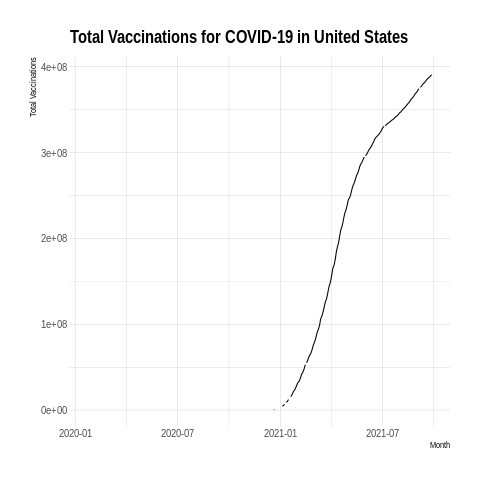 Total Vaccinations for COVID-19 in United States
Total Vaccinations
4e+08
3e+08
2e+08
1e+08
0e+00
2020-01
2020-07
2021-01
2021-07
Month